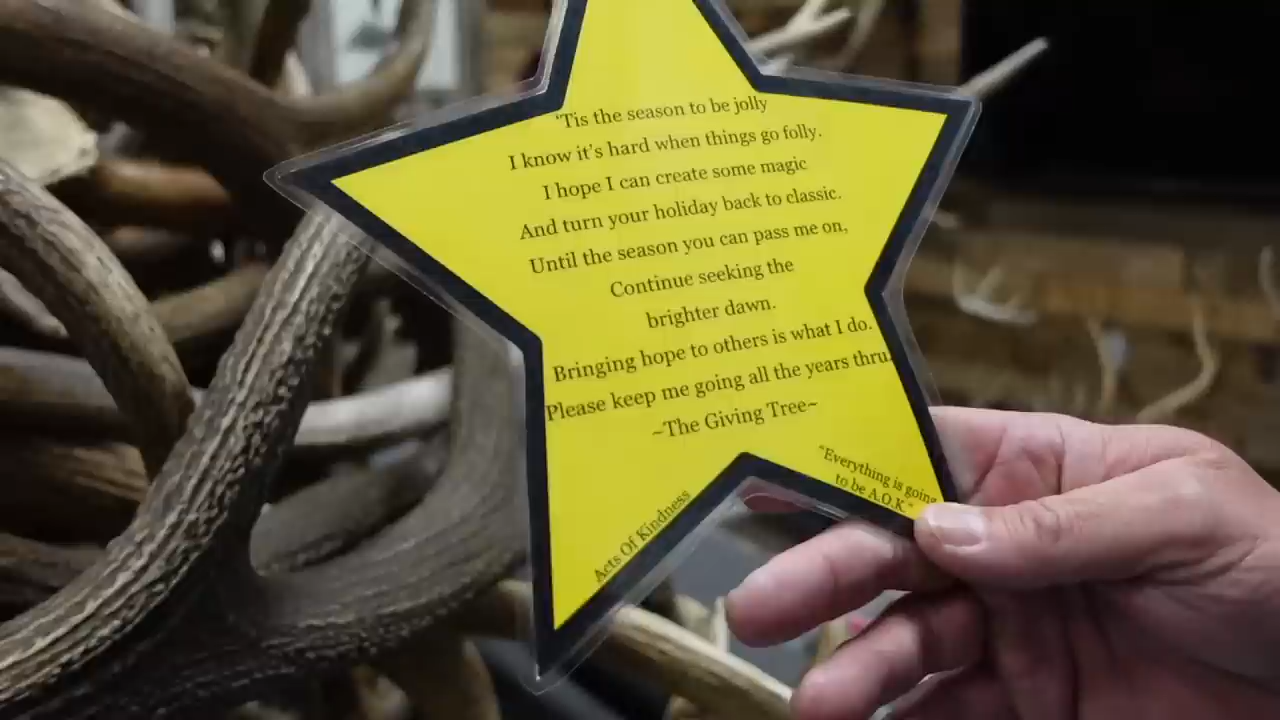 'Tis the season to be jolly
I know it's hard when things go folly.
I hope I can create some magic
And turn your holiday back to classic.
Until the season you can pass me on,
Continue seeking the
brighter dawn.
Bringing hope to others is what I do.
Please keep me going all the years thru.
~The Giving Tree~
"Everything is going
to be A.O.K."
Acts Of Kindness